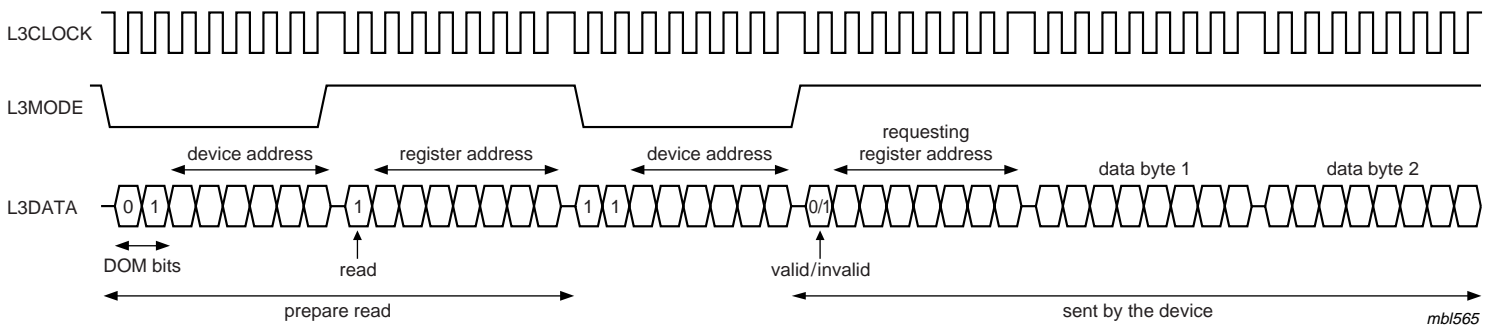 L3CLOCK
L3MODE
requesting
device address register address device address register address
data byte 1 data byte 2
L3DATA 0 1 1 1 1 0/1
DOM bits read valid/invalid
prepare read sent by the device
mbl565